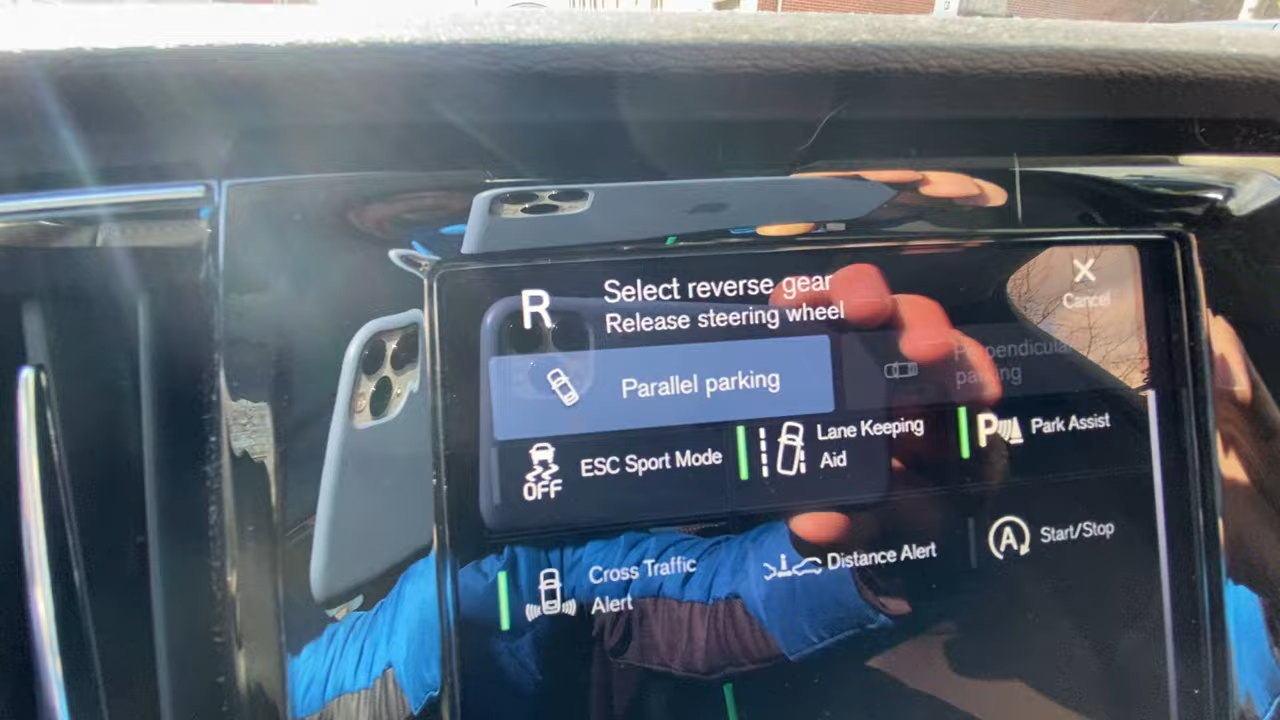 R
Select reverse gear
Release steering wheel
X
Cancel
Parallel parking
Perpendicular
parking
OFF
ESC Sport Mode
Lane Keeping
Aid
P
Park Assist
Cross Traffic
Alert
Distance Alert
A
Start/Stop